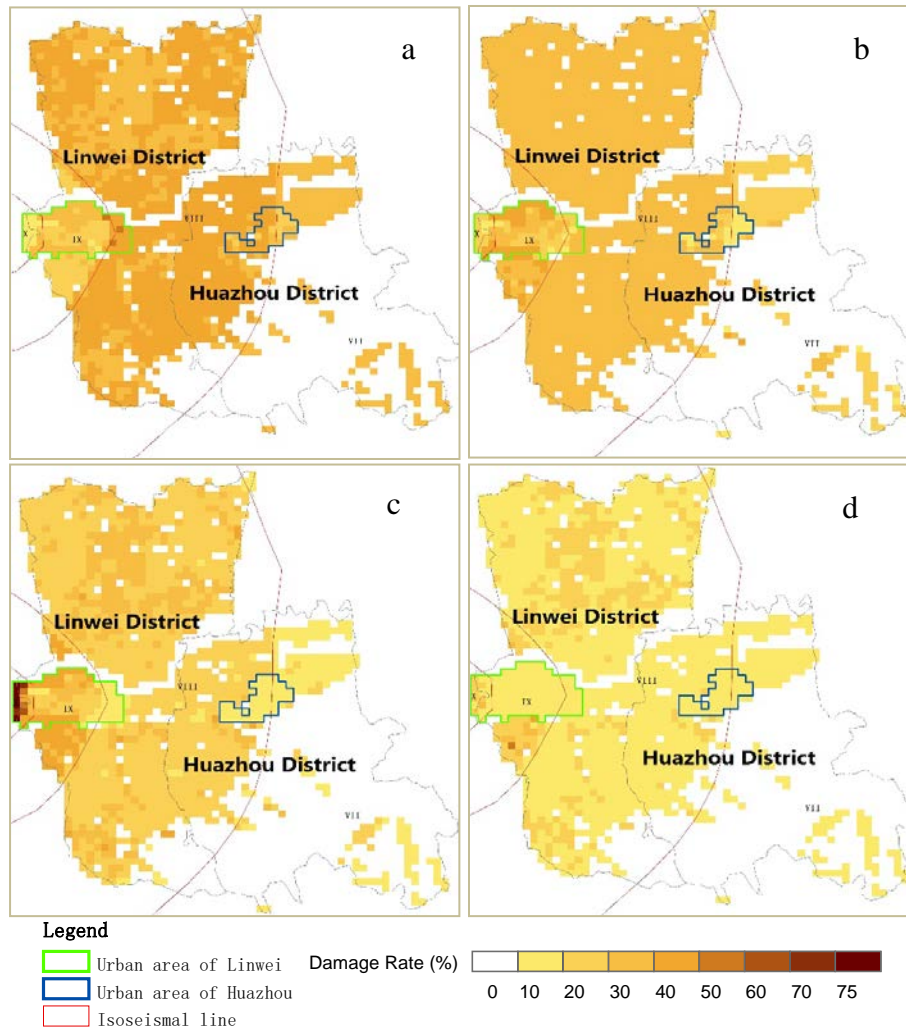 a
Linwei District
VIII
X
IX
Huazhou District
VII
b
Linwei District
VIII
X
IX
Huazhou District
VII
c
Linwei District
VIII
IX
Huazhou District
VII
d
Linwei District
VIII
X
IX
Huazhou District
VII
Legend
Urban area of Linwei
Urban area of Huazhou
Isoseismal line
Damage Rate (%)
0 10 20 30 40 50 60 70 75